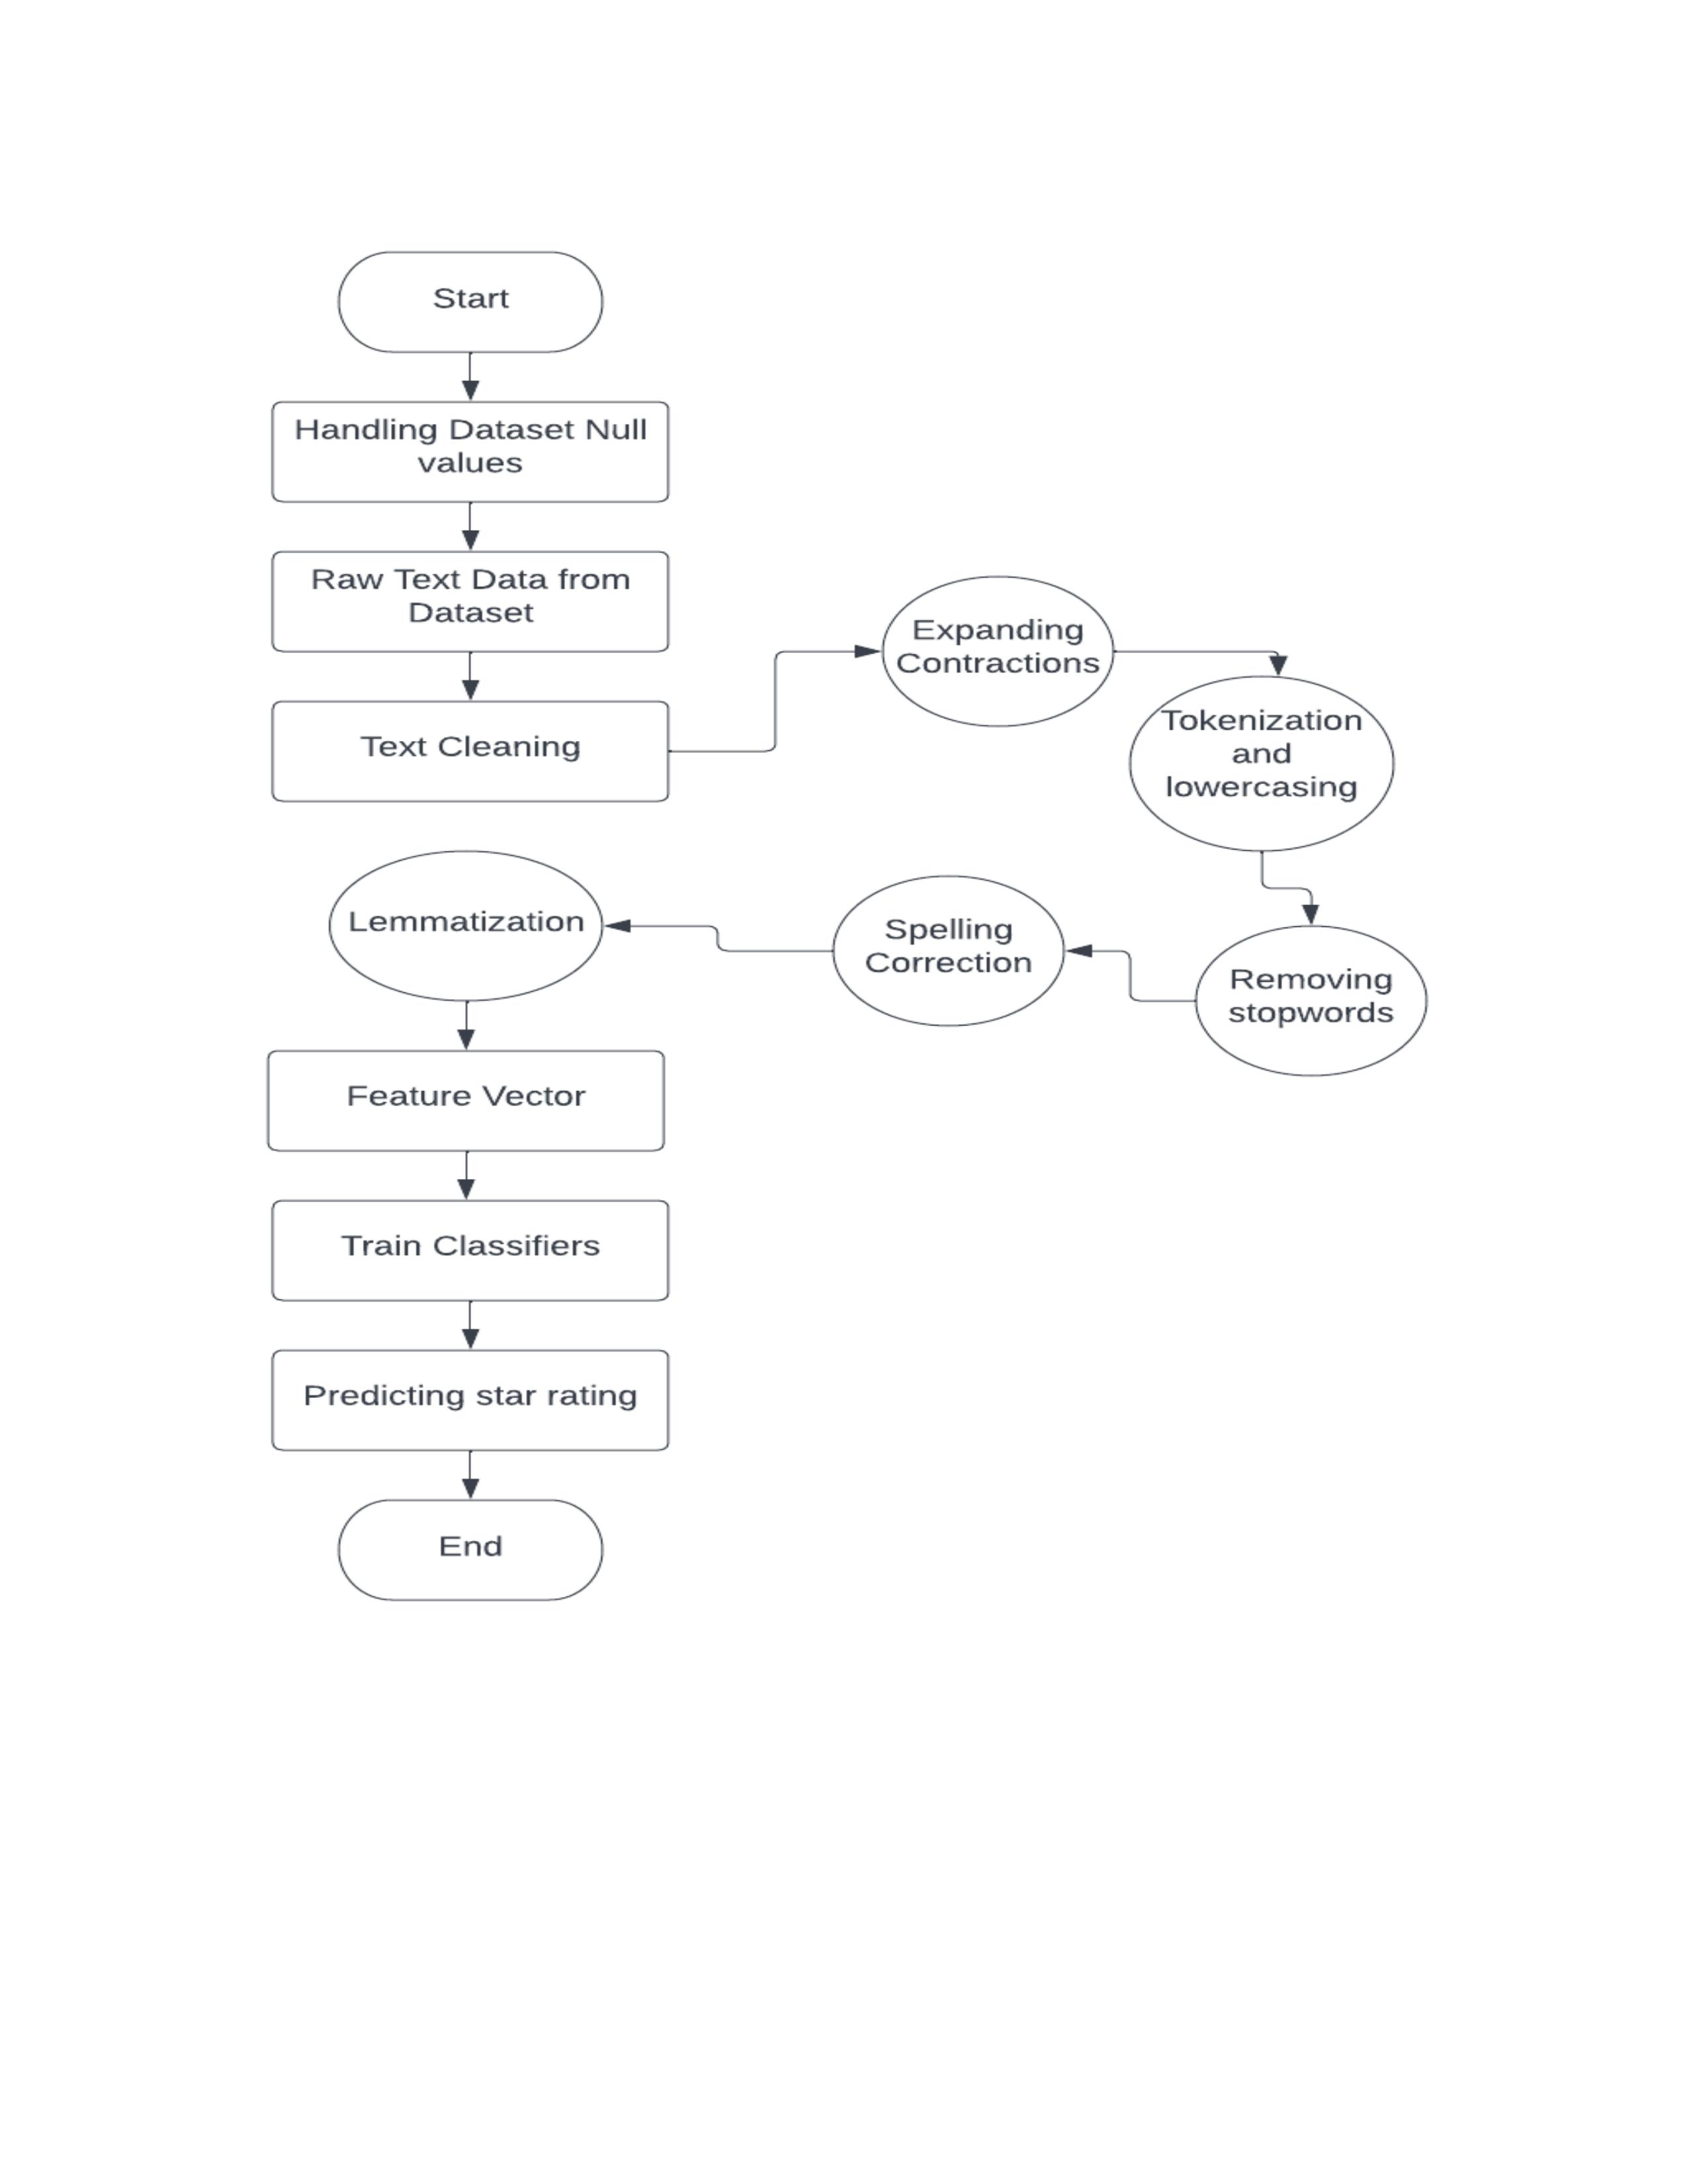 Start
Handling Dataset Null
values
Raw Text Data from
Dataset
Text Cleaning
Expanding
Contractions
Tokenization
and
lowercasing
Removing
stopwords
Spelling
Correction
Lemmatization
Feature Vector
Train Classifiers
Predicting star rating
End